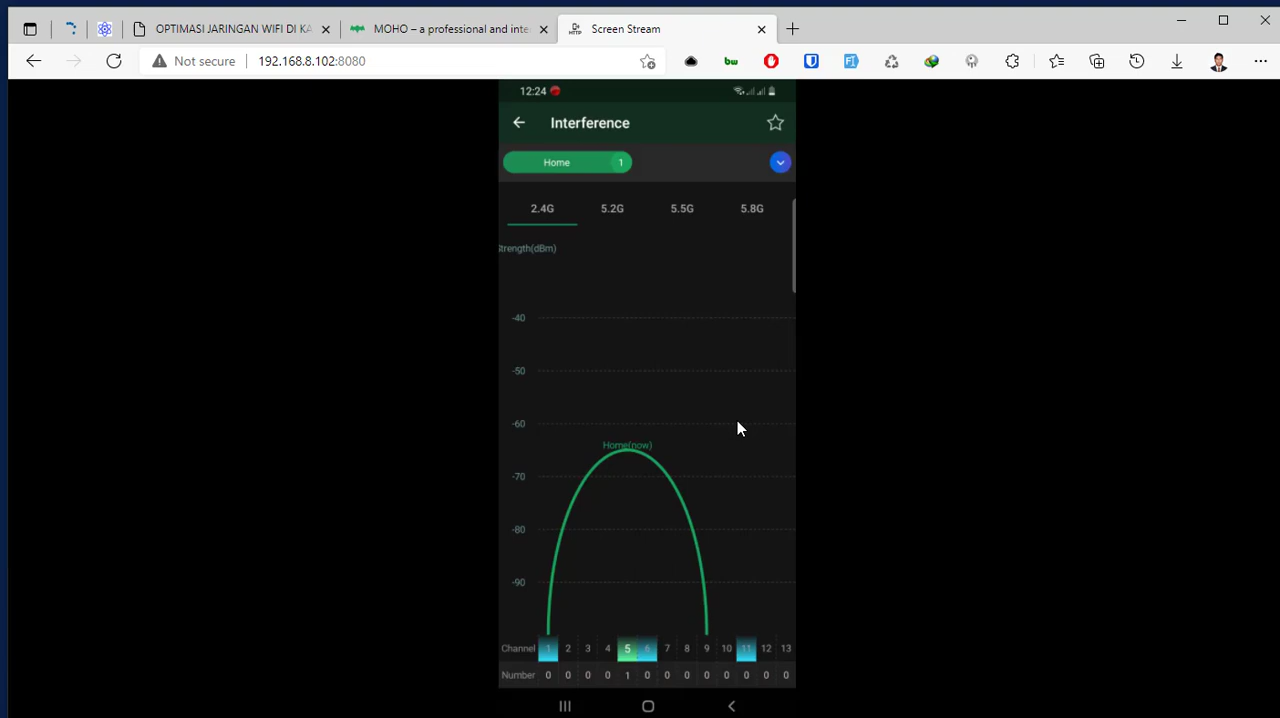 OPTIMASI JARINGAN WIFI DI KA
MOHO – a professional and inte
HTTP
Screen Stream
Not secure
192.168.8.102:8080
bw
12:24
Interference
Home 1
2.4G 5.2G 5.5G 5.8G
Strength(dBm)
-40
-50
-60
Home(now)
-70
-80
-90
Channel 1 2 3 4 5 6 7 8 9 10 11 12 13
Number 0 0 0 0 1 0 0 0 0 0 0 0 0